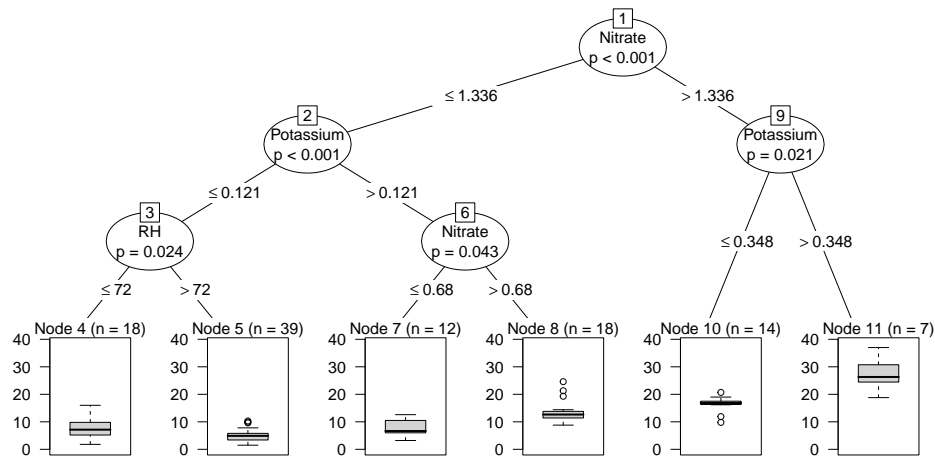 1
Nitrate
p < 0.001
≤ 1.336
> 1.336
2
Potassium
p < 0.001
9
Potassium
p = 0.021
≤ 0.121
> 0.121
3
RH
p = 0.024
6
Nitrate
p = 0.043
≤ 0.348
> 0.348
≤ 72
> 72
≤ 0.68
> 0.68
Node 4 (n = 18)
0
10
20
30
40
Node 5 (n = 39)
0
10
20
30
40
Node 7 (n = 12)
0
10
20
30
40
Node 8 (n = 18)
0
10
20
30
40
Node 10 (n = 14)
0
10
20
30
40
Node 11 (n = 7)
0
10
20
30
40